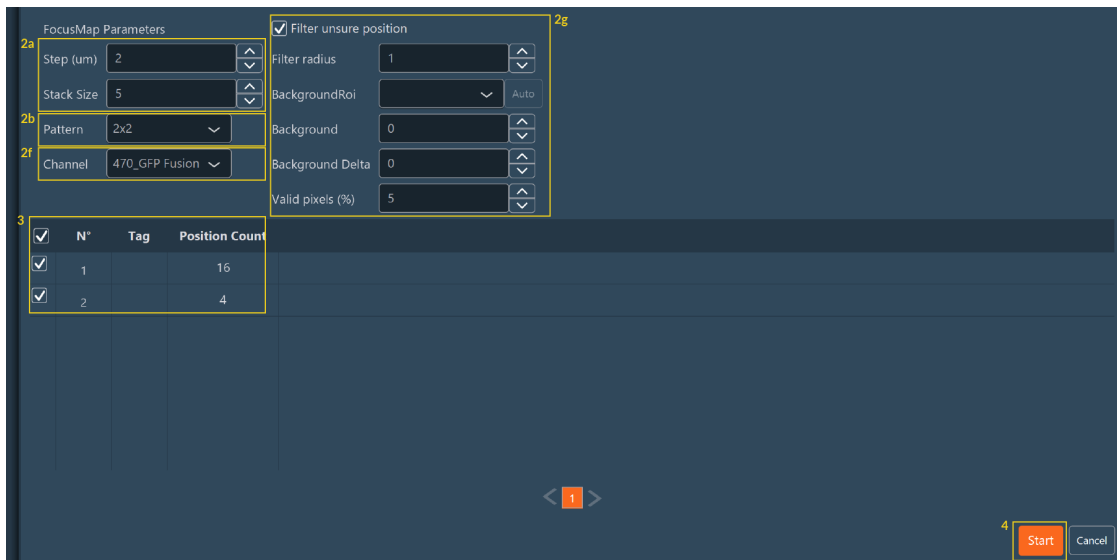 FocusMap Parameters
2a
Step (um) 2
Stack Size 5
2b
Pattern 2x2
2f
Channel 470_GFP Fusion
2g
Filter unsure position
Filter radius 1
BackgroundRoi Auto
Background 0
Background Delta 0
Valid pixels (%) 5
3
N° Tag Position Count
1 16
2 4
1
4
Start Cancel